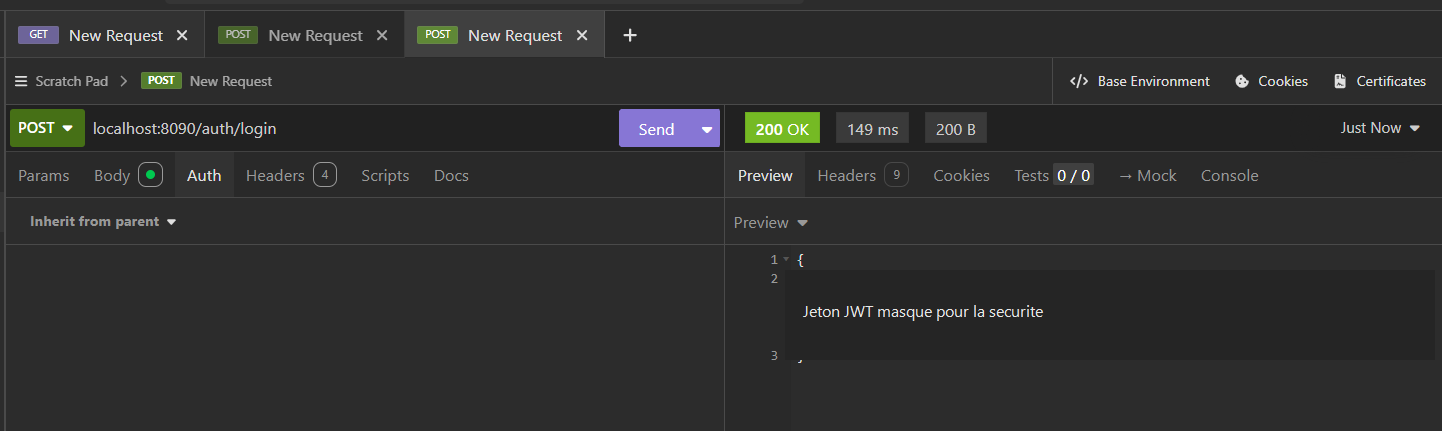 GET New Request POST New Request POST New Request
Scratch Pad POST New Request Base Environment Cookies Certificates
POST localhost:8090/auth/login Send 200 OK 149 ms 200 B Just Now
Params Body Auth Headers 4 Scripts Docs Preview Headers 9 Cookies Tests 0 / 0 → Mock Console
Inherit from parent Preview
1 {
2
Jeton JWT masque pour la securite
3